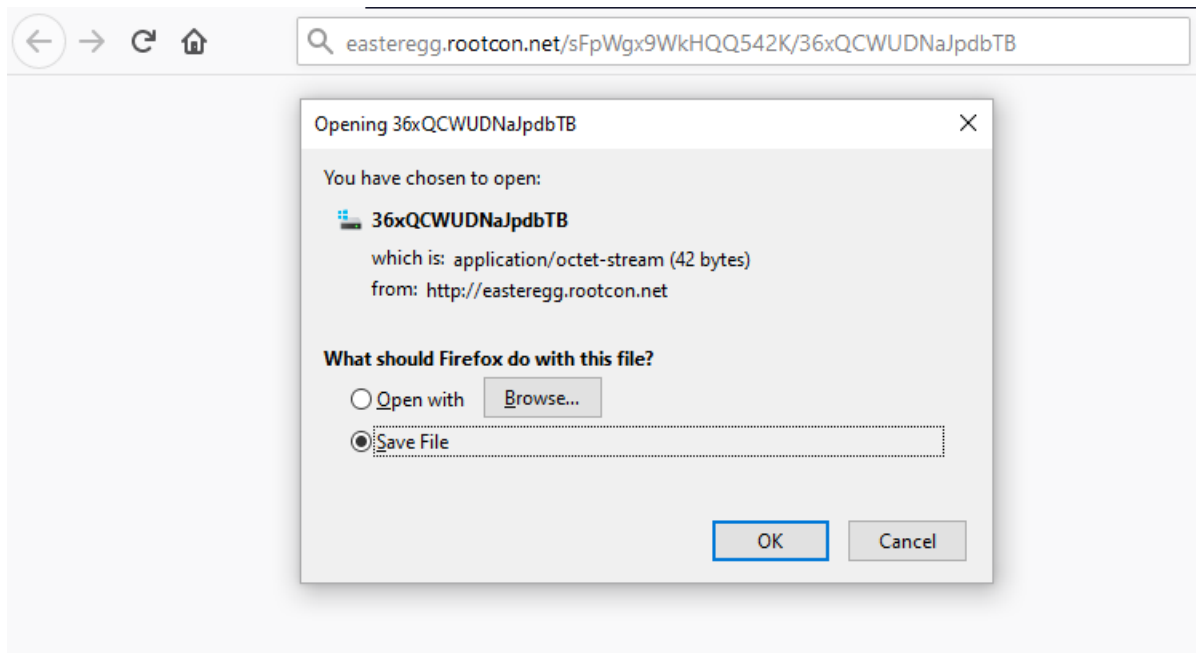 easteregg.rootcon.net/sFpWgx9WkHQQ542K/36xQCWUDNaJpdbTB
Opening 36xQCWUDNaJpdbTB
You have chosen to open:
36xQCWUDNaJpdbTB
which is: application/octet-stream (42 bytes)
from: http://easteregg.rootcon.net
What should Firefox do with this file?
Open with Browse...
Save File
OK Cancel